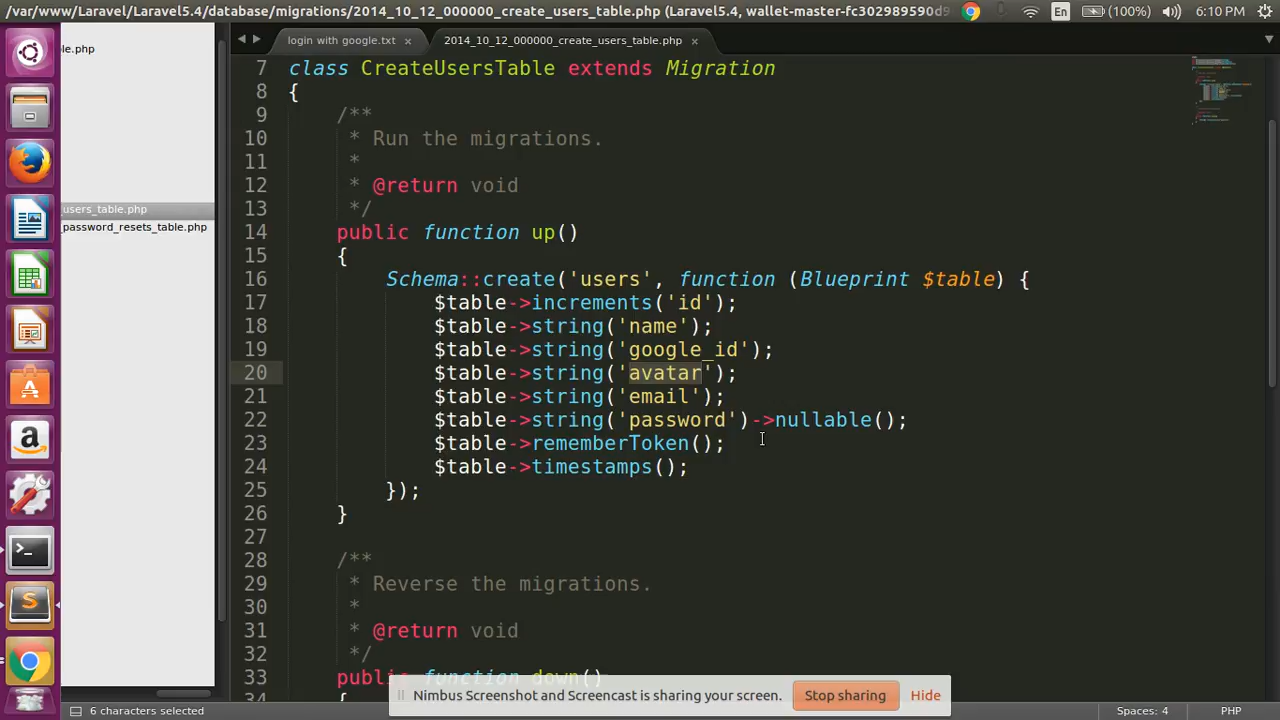 /var/www/Laravel/Laravel5.4/database/migrations/2014_10_12_000000_create_users_table.php (Laravel5.4, wallet-master-fc302989590d9
En (100%) 6:10 PM
le.php
users_table.php
_password_resets_table.php
login with google.txt × 2014_10_12_000000_create_users_table.php ×
7 class CreateUsersTable extends Migration
8 {
9 /**
10 * Run the migrations.
11 *
12 * @return void
13 */
14 public function up()
15 {
16 Schema::create('users', function (Blueprint $table) {
17 $table->increments('id');
18 $table->string('name');
19 $table->string('google_id');
20 $table->string('avatar');
21 $table->string('email');
22 $table->string('password')->nullable();
23 $table->rememberToken();
24 $table->timestamps();
25 });
26 }
27
28 /**
29 * Reverse the migrations.
30 *
31 * @return void
32 */
33 public function down()
34 {
Nimbus Screenshot and Screencast is sharing your screen. Stop sharing Hide
6 characters selected Spaces: 4 PHP